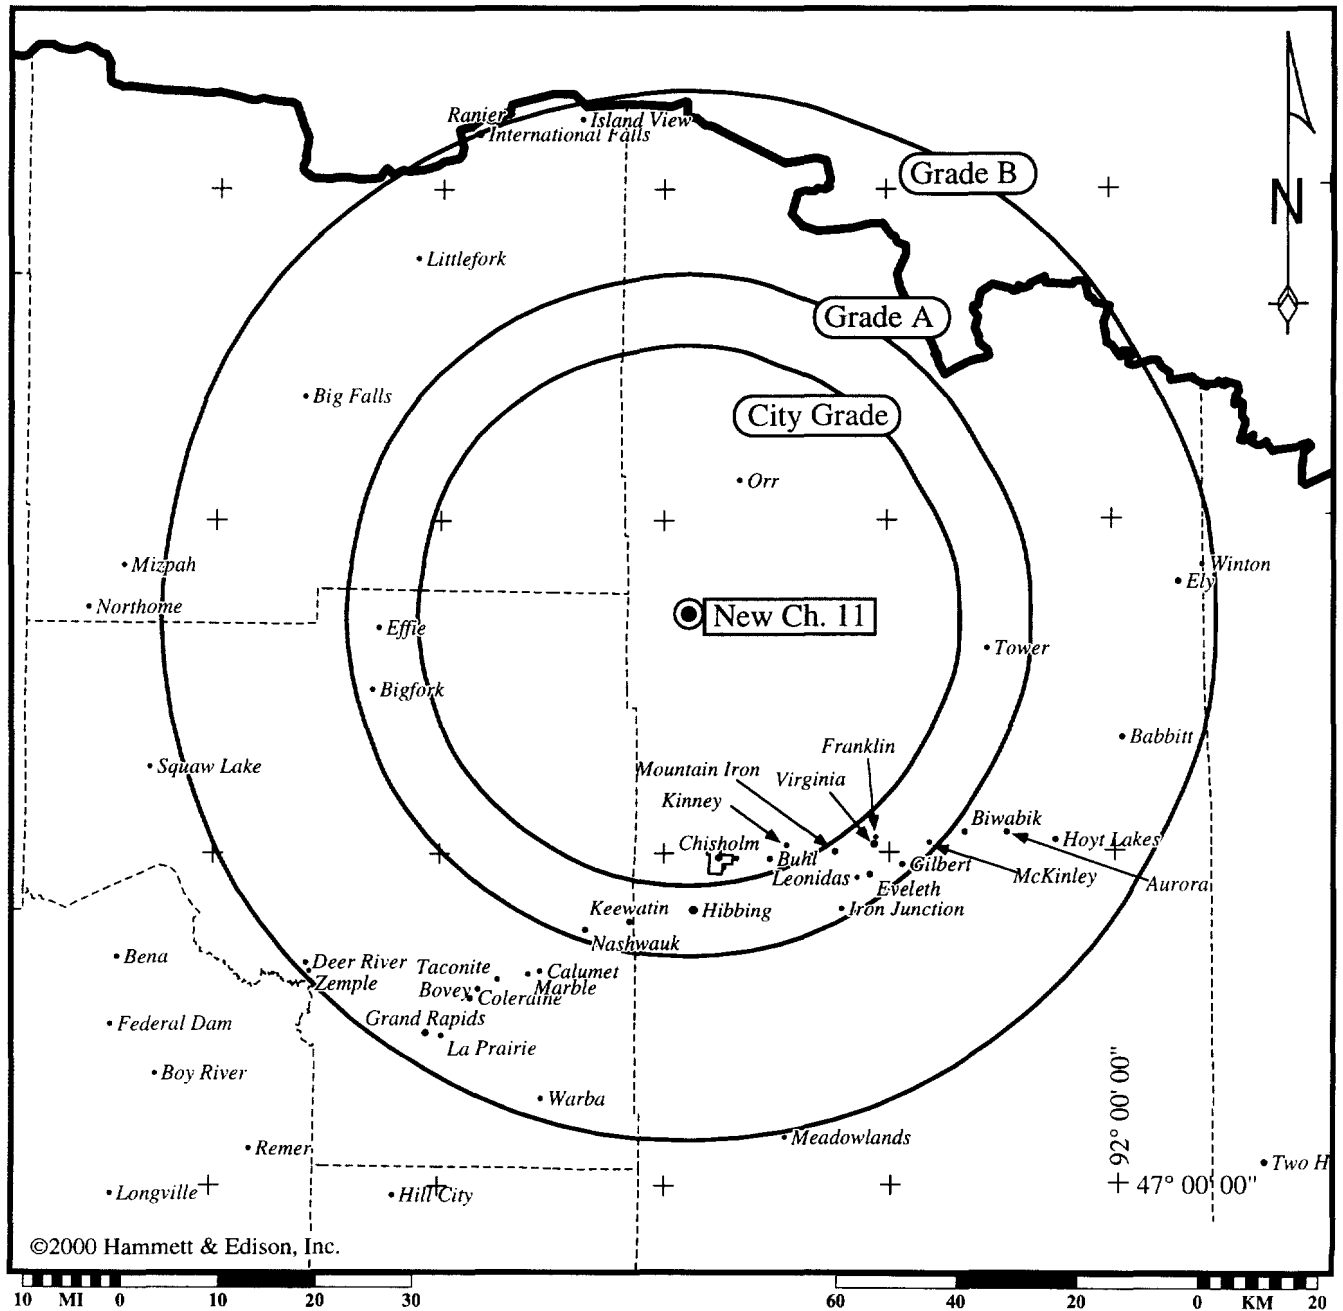 Ranier
Island View
International Falls
Grade B
N
Littlefork
Grade A
Big Falls
City Grade
Orr
Mizpah
Winton
Ely
Northome
New Ch. 11
Effie
Tower
Bigfork
Babbitt
Franklin
Squaw Lake
Mountain Iron
Virginia
Kinney
Biwabik
Chisholm
Hoyt Lakes
Buhl
Gilbert
Leonidas
McKinley
Aurora
Eveleth
Keewatin
Hibbing
Iron Junction
Nashwauk
Bena
Deer River
Taconite
Calumet
Zemple
Bovey
Marble
Coleraine
Grand Rapids
Federal Dam
La Prairie
Boy River
Warba
92° 00' 00"
Meadowlands
Remer
Two H
Longville
Hill City
47° 00' 00"
©2000 Hammett & Edison, Inc.
10 MI 0 10 20 30 60 40 20 0 KM 20